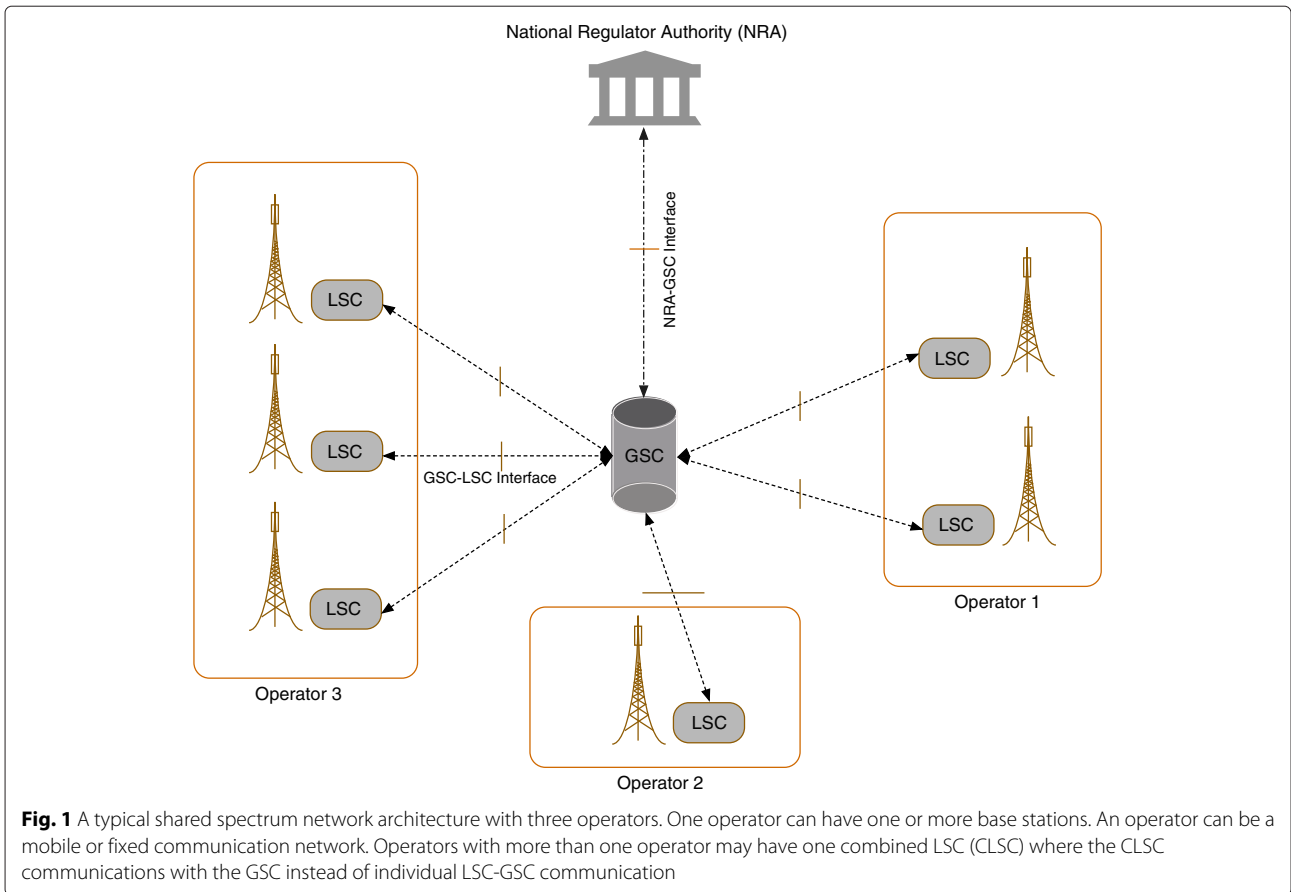 National Regulator Authority (NRA)
NRA-GSC Interface
LSC
LSC
LSC
GSC-LSC Interface
Operator 3
GSC
LSC
LSC
Operator 1
LSC
Operator 2
Fig. 1 A typical shared spectrum network architecture with three operators. One operator can have one or more base stations. An operator can be a
mobile or fixed communication network. Operators with more than one operator may have one combined LSC (CLSC) where the CLSC
communications with the GSC instead of individual LSC-GSC communication